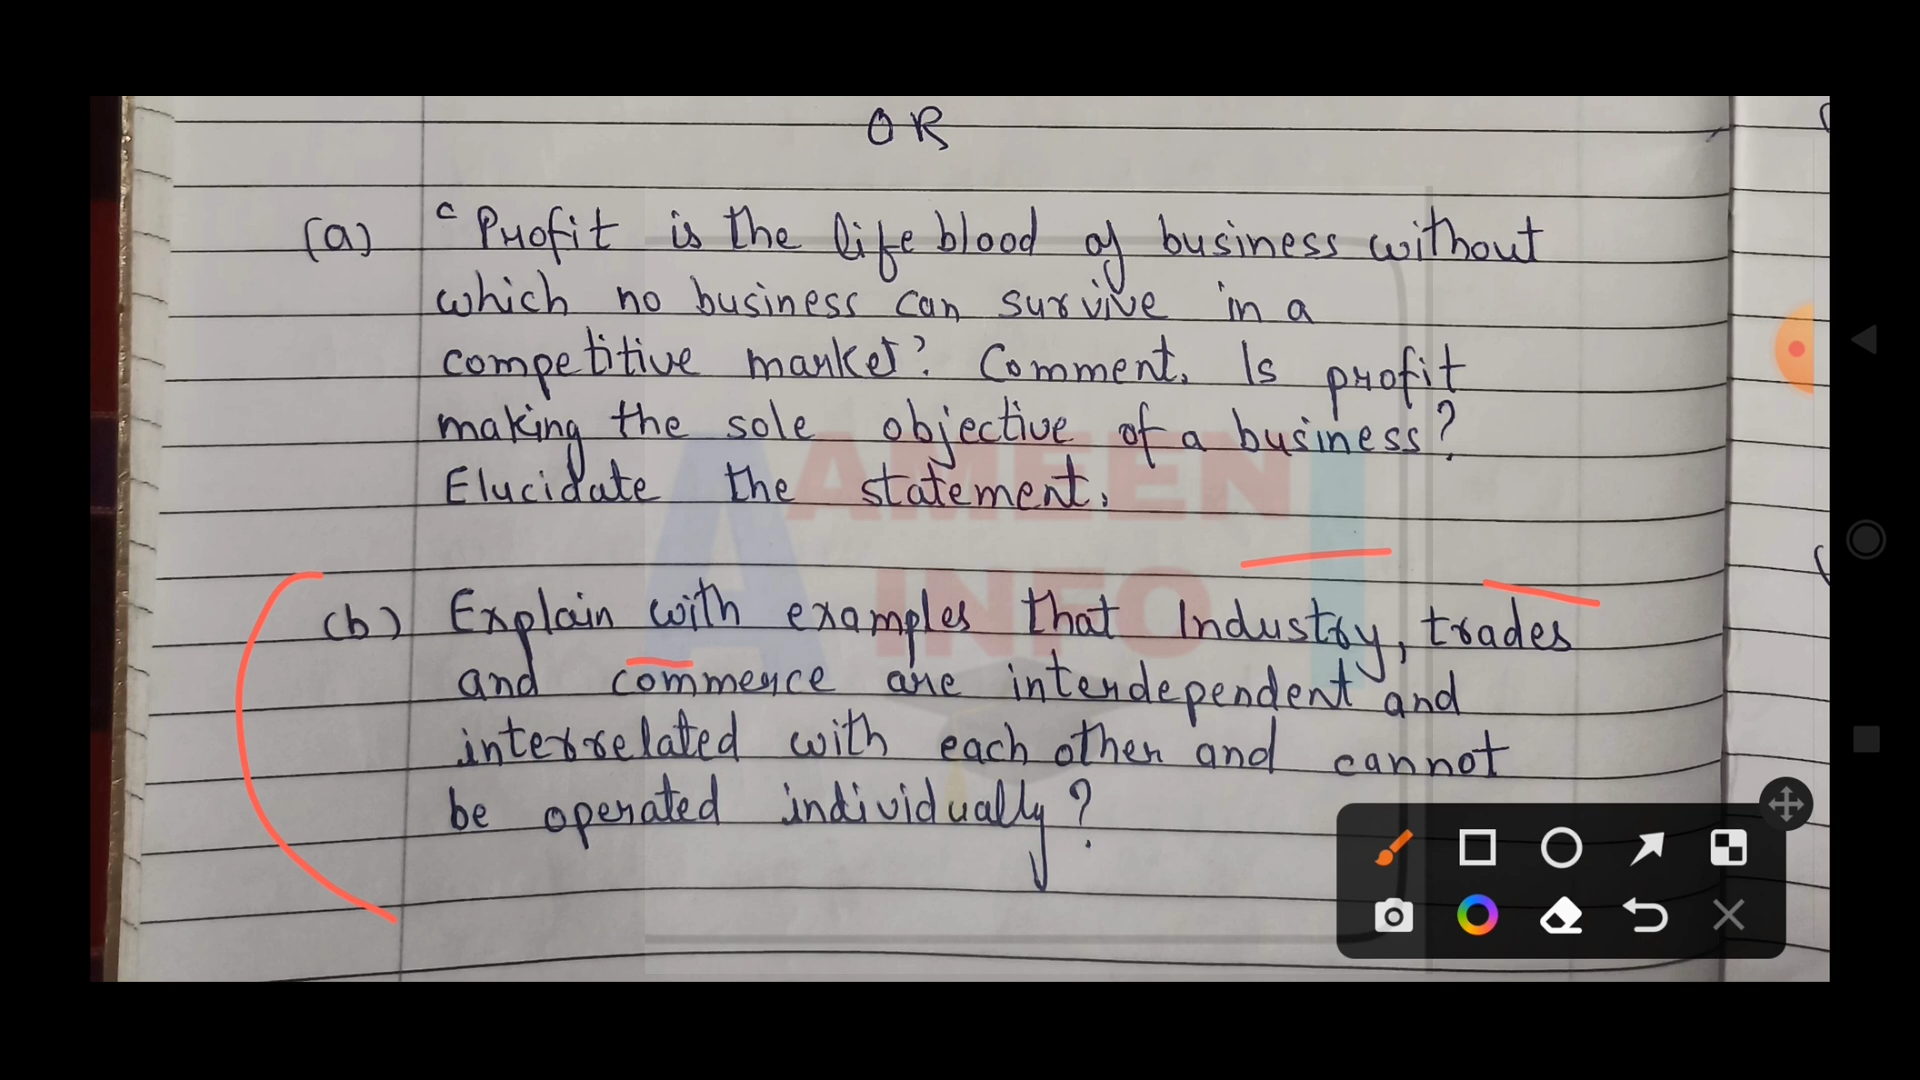 OR
(a) "Profit is the life blood of business without
which no business can survive in a
competitive market? Comment. Is profit
making the sole objective of a business?
Elucidate the statement.
AMEEN
INFO
(b) Explain with examples that Industry, trades
and commerce are interdependent and
interrelated with each other and cannot
be operated individually?